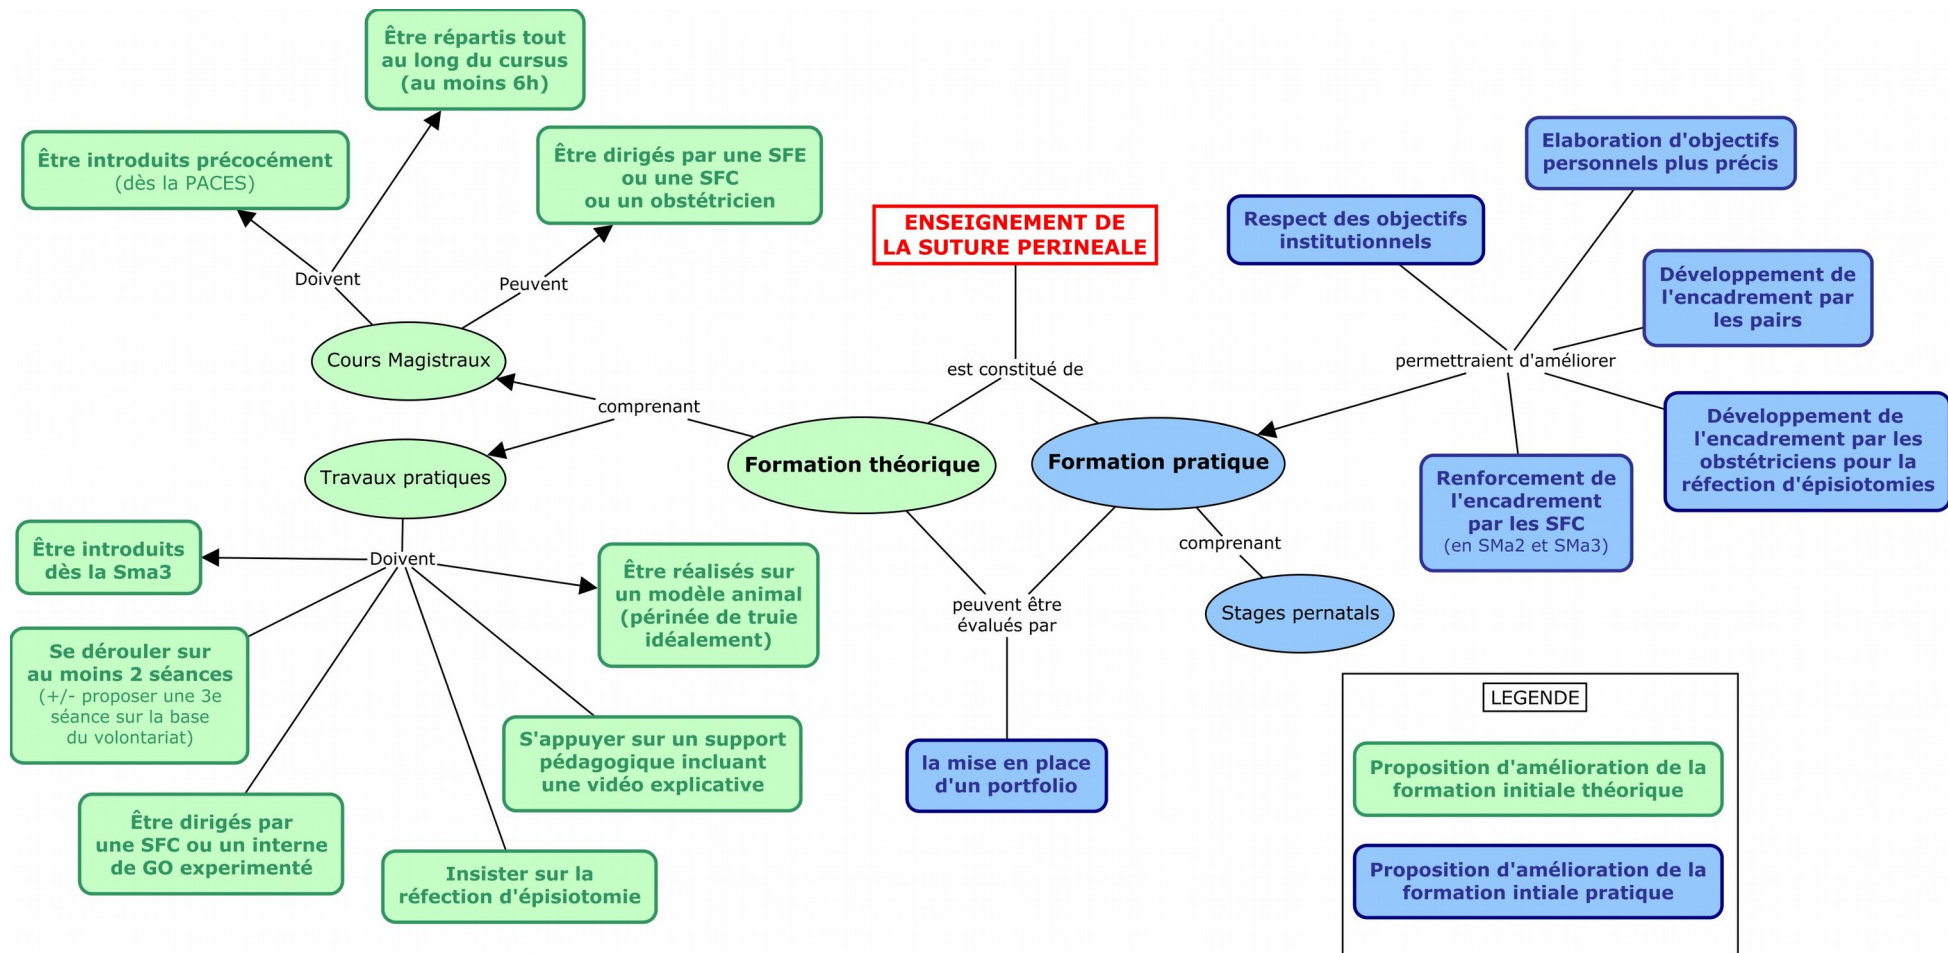 Être répartis tout
au long du cursus
(au moins 6h)
Être introduits précocément
(dès la PACES)
Être dirigés par une SFE
ou une SFC
ou un obstétricien
Doivent
Peuvent
Cours Magistraux
comprenant
Travaux pratiques
Doivent
Être introduits
dès la Sma3
Se dérouler sur
au moins 2 séances
(+/- proposer une 3e
séance sur la base
du volontariat)
Être dirigés par
une SFC ou un interne
de GO experimenté
Insister sur la
réfection d'épisiotomie
S'appuyer sur un support
pédagogique incluant
une vidéo explicative
Être réalisés sur
un modèle animal
(périnée de truie
idéalement)
ENSEIGNEMENT DE
LA SUTURE PERINEALE
est constitué de
Formation théorique
Formation pratique
peuvent être
évalués par
la mise en place
d'un portfolio
comprenant
Stages pernatals
permettraient d'améliorer
Respect des objectifs
institutionnels
Elaboration d'objectifs
personnels plus précis
Développement de
l'encadrement par
les pairs
Développement de
l'encadrement par les
obstétriciens pour la
réfection d'épisiotomies
Renforcement de
l'encadrement
par les SFC
(en SMa2 et SMa3)
LEGENDE
Proposition d'amélioration de la
formation initiale théorique
Proposition d'amélioration de la
formation intiale pratique